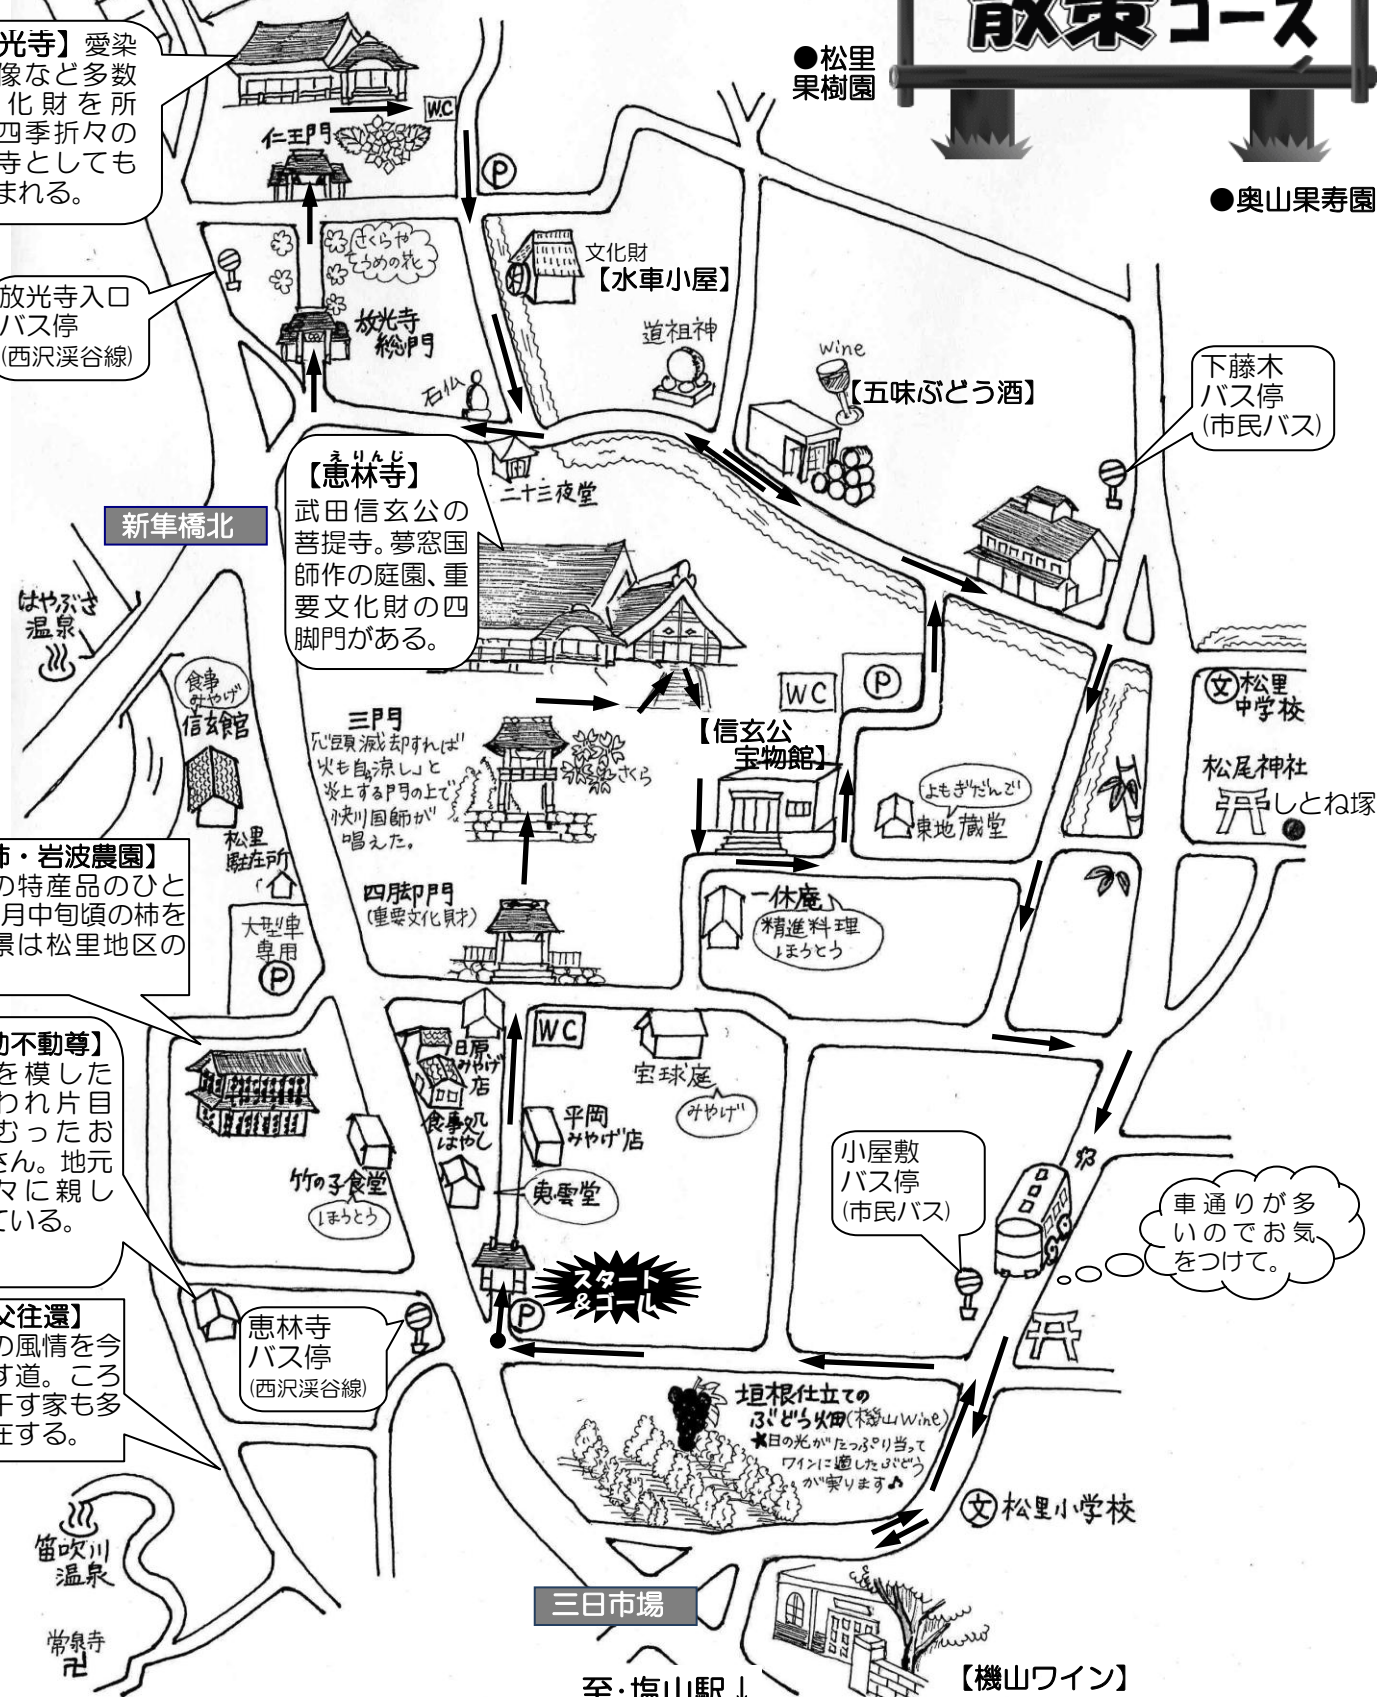 散策コース
●松里
果樹園
●奥山果寿園
光寺】愛染
像など多数
化財を所
四季折々の
寺としても
まれる。
W.C
仁王門
P
さくらや
うめの花
文化財
【水車小屋】
放光寺入口
バス停
(西沢渓谷線)
放光寺
総門
石仏
道祖神
wine
【五味ぶどう酒】
下藤木
バス停
(市民バス)
えりんじ
【恵林寺】
武田信玄公の
菩提寺。夢窓国
師作の庭園、重
要文化財の四
脚門がある。
二十三夜堂
新隼橋北
はやぶさ
温泉
食事
みやげ
信玄館
WC
P
文 松里
中学校
三門
「心頭滅却すれば
火も自ら涼し」と
炎上する門の上で
快川国師が
唱えた。
さくら
【信玄公
宝物館】
よもぎだんご
東地蔵堂
松尾神社
しとね塚
松里
駐在所
柿・岩波農園】
の特産品のひと
月中旬頃の柿を
景は松里地区の
四脚門
(重要文化財)
一休庵
精進料理
ほうとう
大型車
専用
P
不動尊】
を模した
われ片目
むったお
さん。地元
々に親し
ている。
日原
みやげ
店
WC
宝球庭
みやげ
食事処
はやし
平岡
みやげ店
竹の子食堂
ほうとう
恵雲堂
小屋敷
バス停
(市民バス)
車通りが多
いのでお気
をつけて。
スタート
&ゴール
P
父往還】
の風情を今
す道。ころ
干す家も多
在する。
恵林寺
バス停
(西沢渓谷線)
垣根仕立ての
ぶどう畑(機山Wine)
★日の光がたっぷり当って
ワインに適したぶどう
が実ります♪
文 松里小学校
笛吹川
温泉
三日市場
常泉寺
卍
至・塩山駅↓
【機山ワイン】